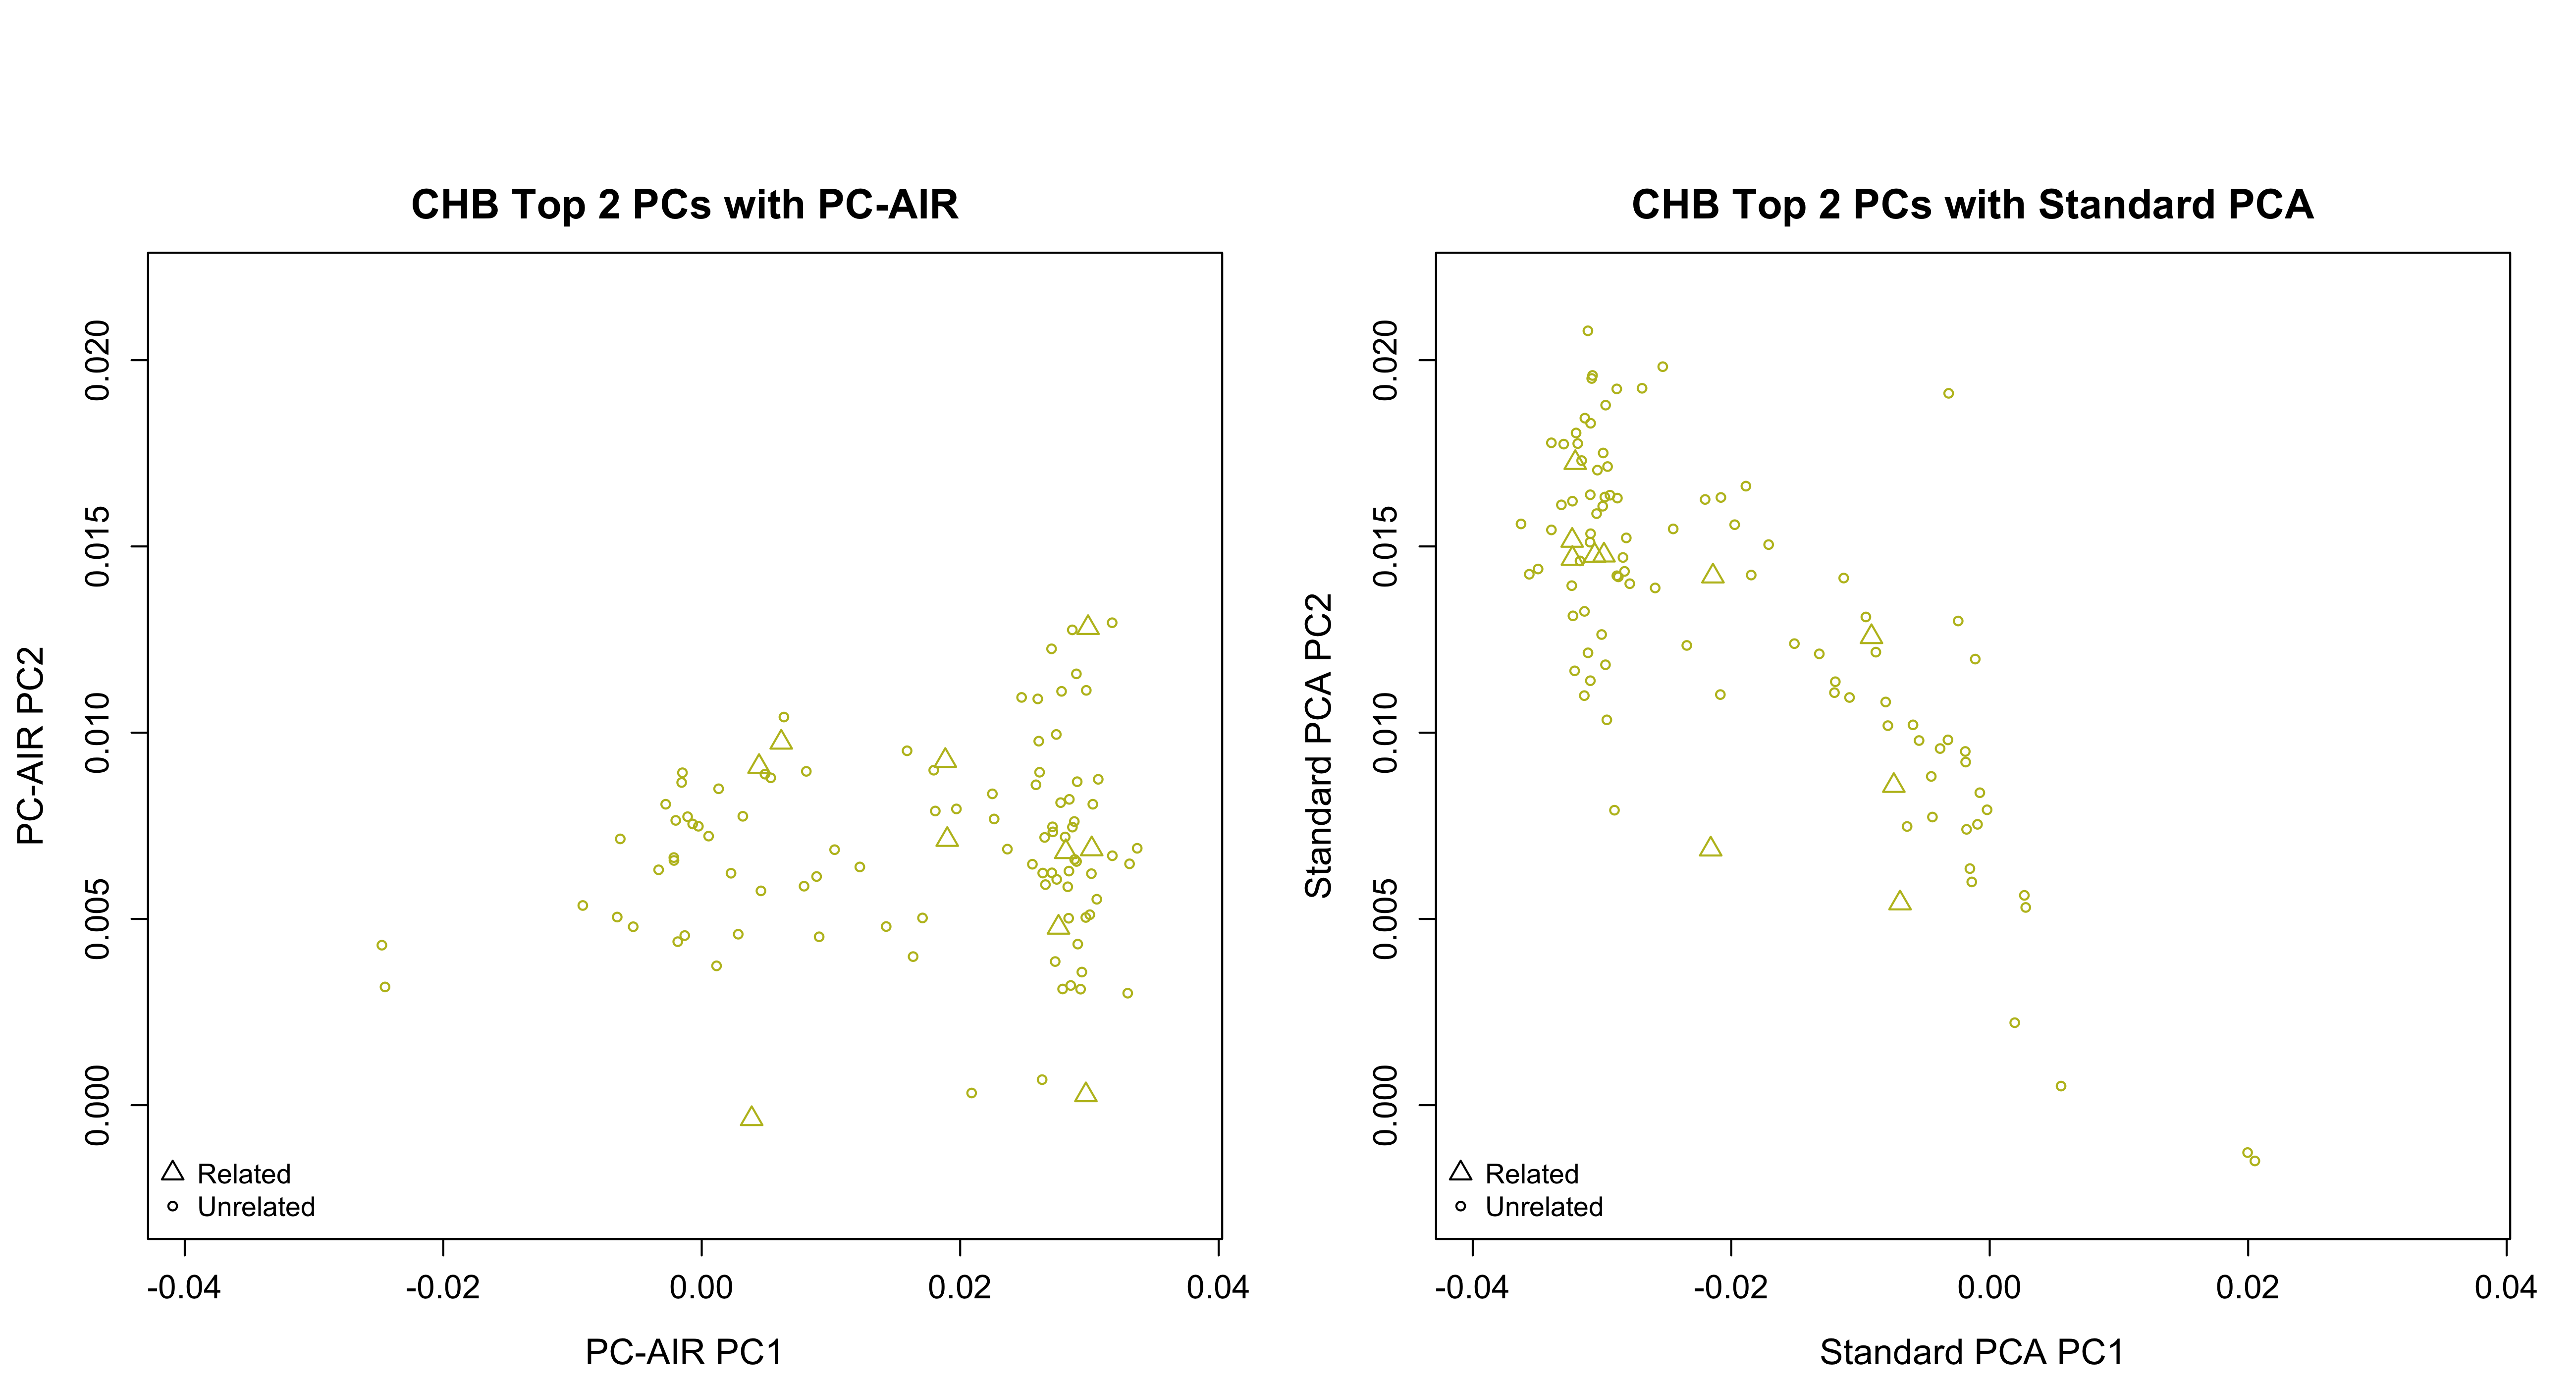 CHB Top 2 PCs with PC-AIR
PC-AIR PC2
0.020
0.015
0.010
0.005
0.000
Related
Unrelated
-0.04 -0.02 0.00 0.02 0.04
PC-AIR PC1
CHB Top 2 PCs with Standard PCA
Standard PCA PC2
0.020
0.015
0.010
0.005
0.000
Related
Unrelated
-0.04 -0.02 0.00 0.02 0.04
Standard PCA PC1